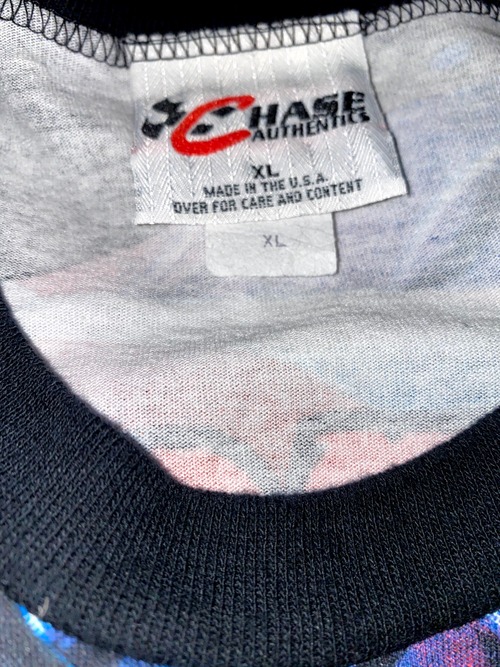 CHASE
AUTHENTICS
XL
MADE IN THE U.S.A.
OVER FOR CARE AND CONTENT
XL